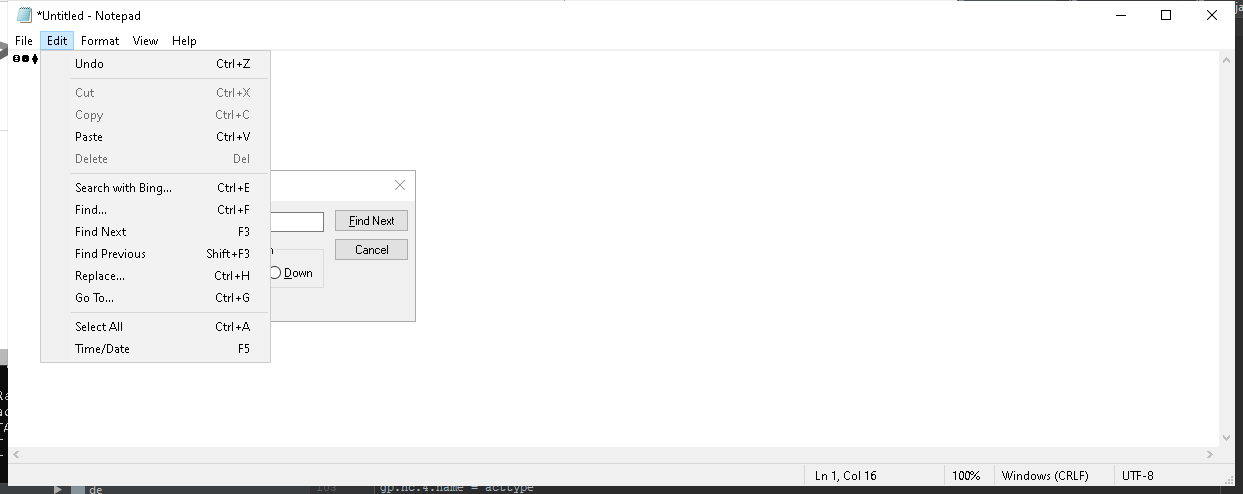 *Untitled - Notepad
File Edit Format View Help
Undo Ctrl+Z
Cut Ctrl+X
Copy Ctrl+C
Paste Ctrl+V
Delete Del
Search with Bing... Ctrl+E
Find... Ctrl+F
Find Next F3
Find Previous Shift+F3
Replace... Ctrl+H
Go To... Ctrl+G
Select All Ctrl+A
Time/Date F5
Find Next
Cancel
Down
Ln 1, Col 16 100% Windows (CRLF) UTF-8
de
gp.nc.4.name = acttype